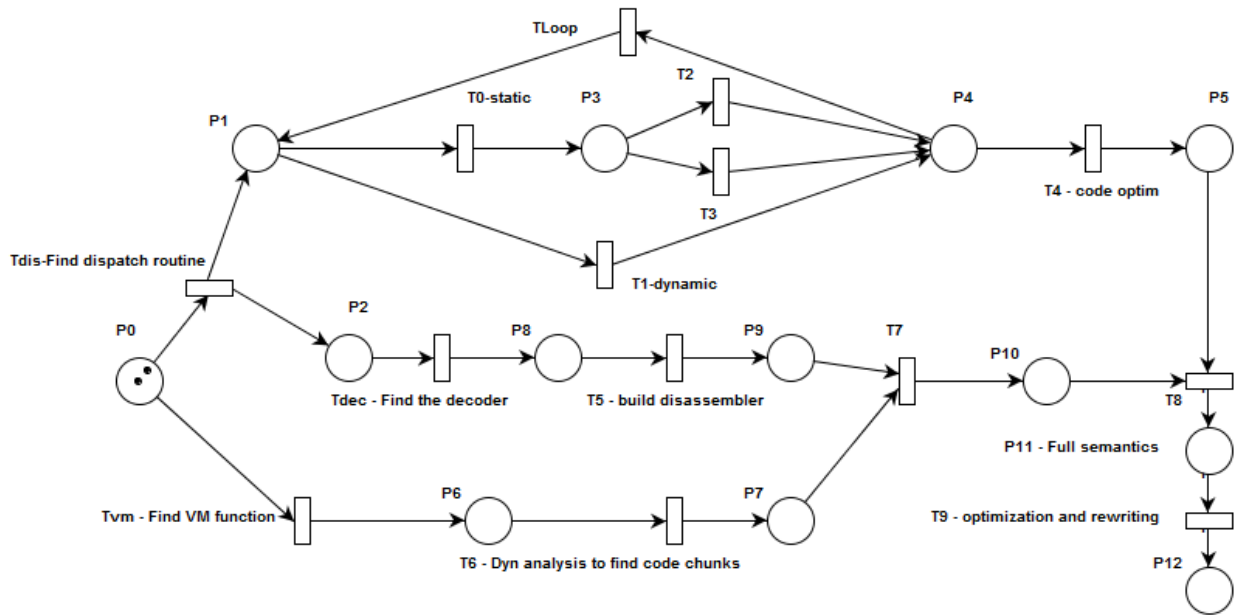 TLoop
T2
T0-static
P3
P4
P5
P1
T4 - code optim
T3
Tdis-Find dispatch routine
T1-dynamic
P2
P0
P8
P9
T7
P10
Tdec - Find the decoder
T5 - build disassembler
T8
P11 - Full semantics
P6
P7
Tvm - Find VM function
T9 - optimization and rewriting
T6 - Dyn analysis to find code chunks
P12